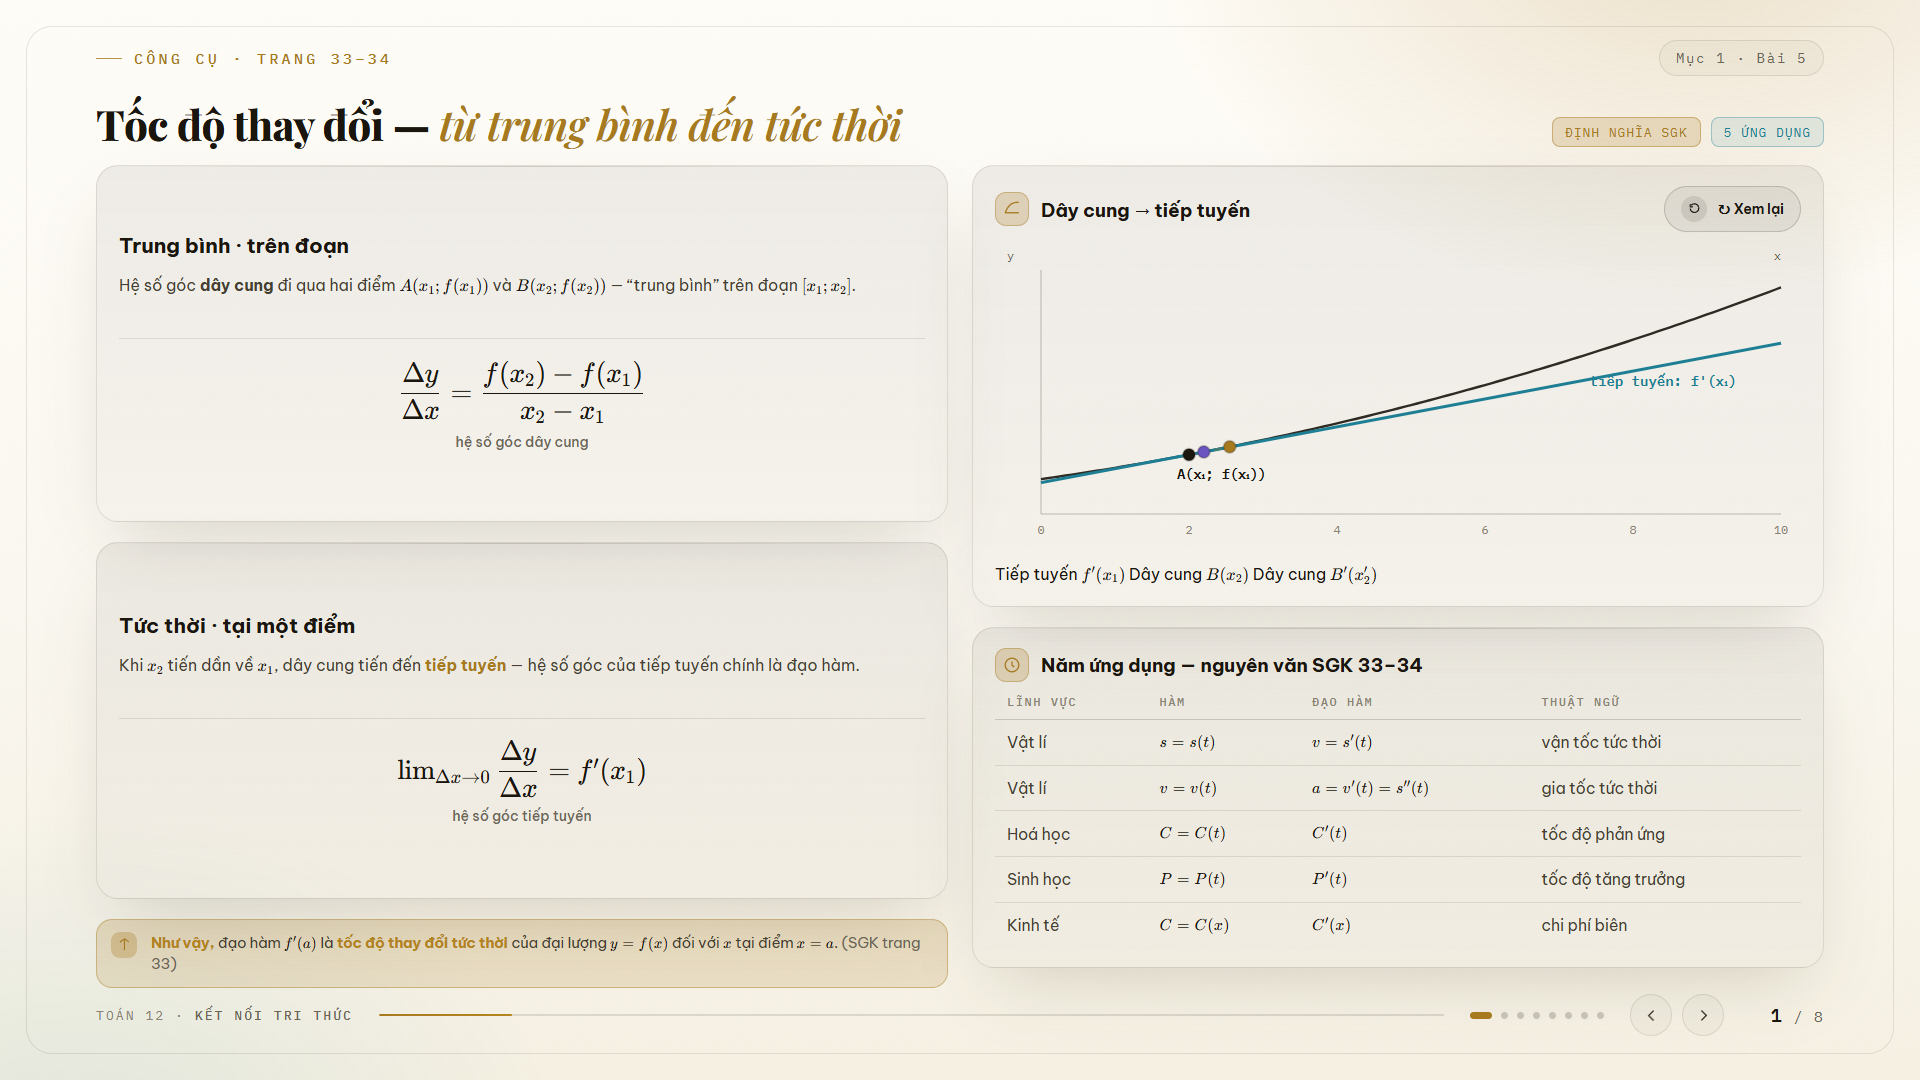 CÔNG CỤ · TRANG 33–34
Mục 1 · Bài 5
Tốc độ thay đổi — từ trung bình đến tức thời
ĐỊNH NGHĨA SGK
5 ỨNG DỤNG
Trung bình · trên đoạn
Hệ số góc dây cung đi qua hai điểm A(x₁; f(x₁)) và B(x₂; f(x₂)) — “trung bình” trên đoạn [x₁; x₂].
Δy/Δx = (f(x₂) − f(x₁))/(x₂ − x₁)
hệ số góc dây cung
Tức thời · tại một điểm
Khi x₂ tiến dần về x₁, dây cung tiến đến tiếp tuyến — hệ số góc của tiếp tuyến chính là đạo hàm.
lim Δx→0 Δy/Δx = f′(x₁)
hệ số góc tiếp tuyến
Như vậy, đạo hàm f′(a) là tốc độ thay đổi tức thời của đại lượng y = f(x) đối với x tại điểm x = a. (SGK trang
33)
Dây cung → tiếp tuyến
↻ Xem lại
y
x
tiếp tuyến: f'(x₁)
A(x₁; f(x₁))
0 2 4 6 8 10
Tiếp tuyến f′(x₁) Dây cung B(x₂) Dây cung B′(x′₂)
Năm ứng dụng — nguyên văn SGK 33–34
LĨNH VỰC HÀM ĐẠO HÀM THUẬT NGỮ
Vật lí s = s(t) v = s′(t) vận tốc tức thời
Vật lí v = v(t) a = v′(t) = s″(t) gia tốc tức thời
Hoá học C = C(t) C′(t) tốc độ phản ứng
Sinh học P = P(t) P′(t) tốc độ tăng trưởng
Kinh tế C = C(x) C′(x) chi phí biên
TOÁN 12 · KẾT NỐI TRI THỨC
1 / 8